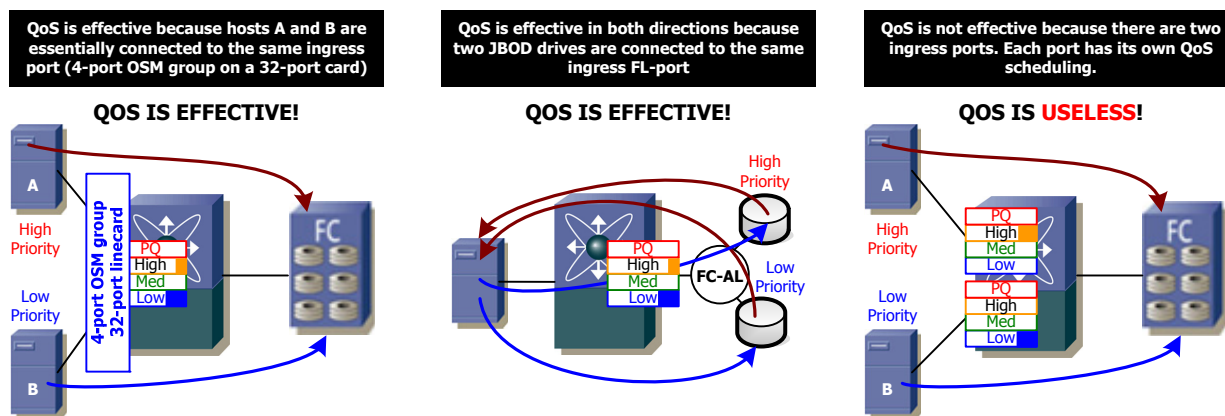 QoS is effective because hosts A and B are
essentially connected to the same ingress
port (4-port OSM group on a 32-port card)
QOS IS EFFECTIVE!
A
High
Priority
Low
Priority
B
4-port OSM group
32-port linecard
PQ
High
Med
Low
FC
QoS is effective in both directions because
two JBOD drives are connected to the same
ingress FL-port
QOS IS EFFECTIVE!
High
Priority
PQ
High
Med
Low
FC-AL
Low
Priority
QoS is not effective because there are two
ingress ports. Each port has its own QoS
scheduling.
QOS IS USELESS!
A
High
Priority
Low
Priority
B
PQ
High
Med
Low
PQ
High
Med
Low
FC